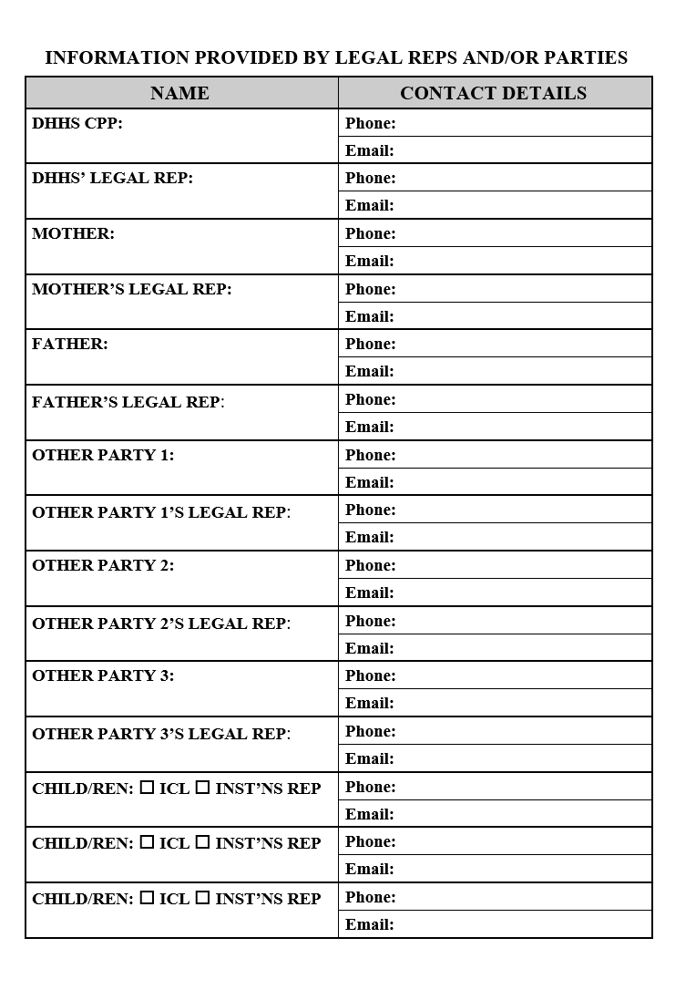 INFORMATION PROVIDED BY LEGAL REPS AND/OR PARTIES
NAME CONTACT DETAILS
DHHS CPP: Phone:
Email:
DHHS’ LEGAL REP: Phone:
Email:
MOTHER: Phone:
Email:
MOTHER’S LEGAL REP: Phone:
Email:
FATHER: Phone:
Email:
FATHER’S LEGAL REP: Phone:
Email:
OTHER PARTY 1: Phone:
Email:
OTHER PARTY 1’S LEGAL REP: Phone:
Email:
OTHER PARTY 2: Phone:
Email:
OTHER PARTY 2’S LEGAL REP: Phone:
Email:
OTHER PARTY 3: Phone:
Email:
OTHER PARTY 3’S LEGAL REP: Phone:
Email:
CHILD/REN: ☐ ICL ☐ INST’NS REP Phone:
Email:
CHILD/REN: ☐ ICL ☐ INST’NS REP Phone:
Email:
CHILD/REN: ☐ ICL ☐ INST’NS REP Phone:
Email: